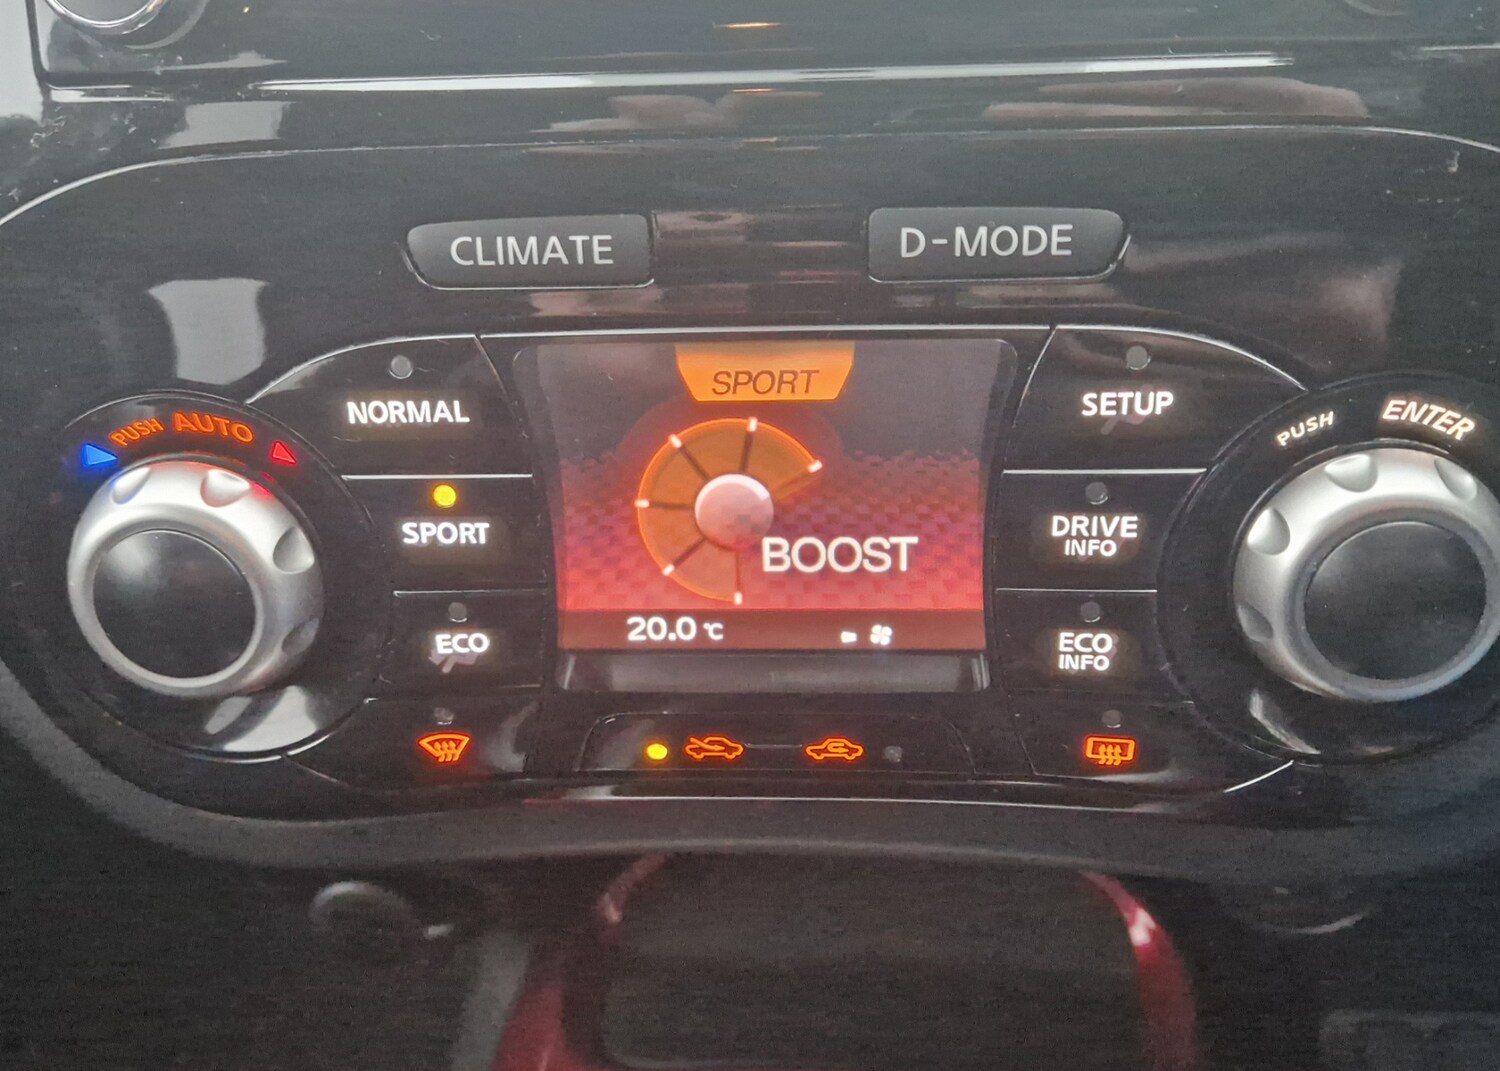 CLIMATE
D-MODE
PUSH AUTO
NORMAL
SPORT
SETUP
PUSH ENTER
SPORT
DRIVE
INFO
BOOST
ECO
20.0 °C
ECO
INFO